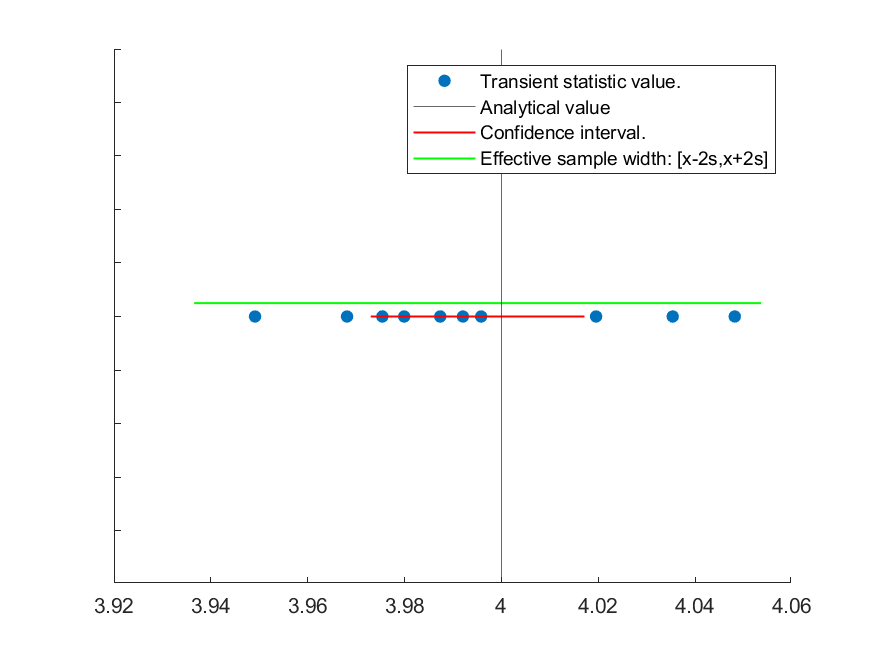 Transient statistic value.
Analytical value
Confidence interval.
Effective sample width: [x-2s,x+2s]
3.92 3.94 3.96 3.98 4 4.02 4.04 4.06